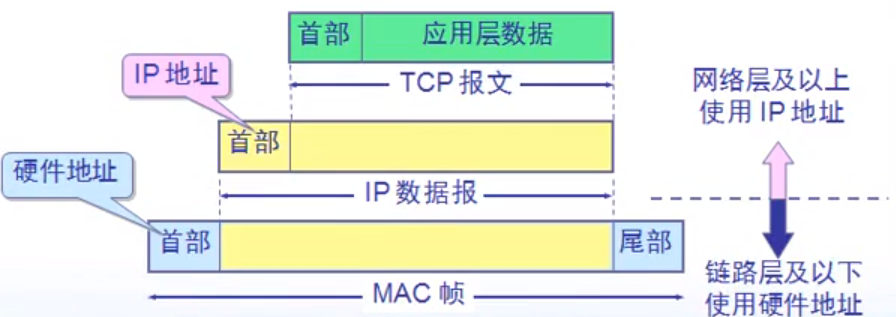 首部 应用层数据
TCP 报文
IP 地址
首部
IP 数据报
硬件地址
首部 尾部
MAC 帧
网络层及以上
使用 IP 地址
链路层及以下
使用硬件地址